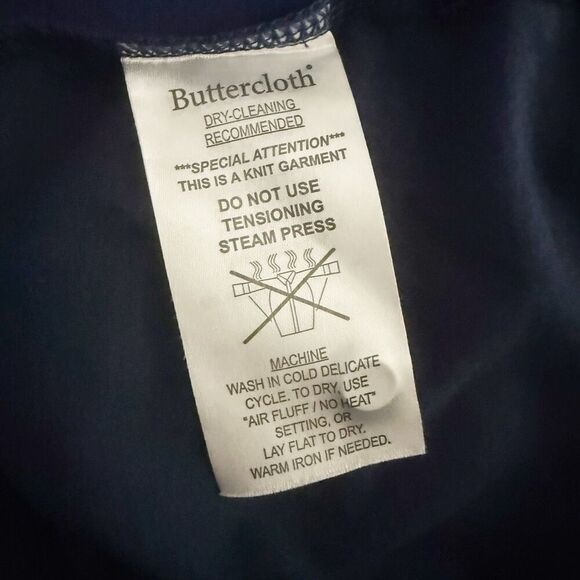 Buttercloth®
DRY-CLEANING
RECOMMENDED
***SPECIAL ATTENTION***
THIS IS A KNIT GARMENT
DO NOT USE
TENSIONING
STEAM PRESS
MACHINE
WASH IN COLD DELICATE
CYCLE. TO DRY, USE
"AIR FLUFF / NO HEAT"
SETTING, OR
LAY FLAT TO DRY.
WARM IRON IF NEEDED.